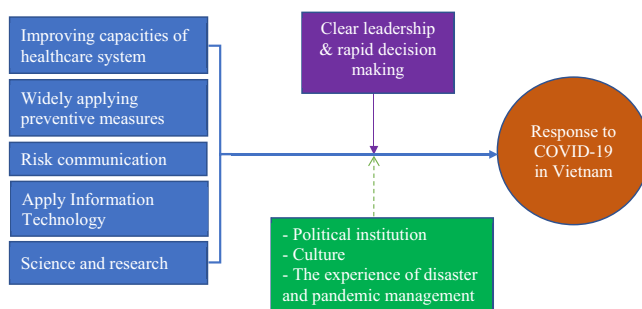 Improving capacities of
healthcare system
Widely applying
preventive measures
Risk communication
Apply Information
Technology
Science and research
Clear leadership
& rapid decision
making
- Political institution
- Culture
- The experience of disaster
and pandemic management
Response to
COVID-19
in Vietnam